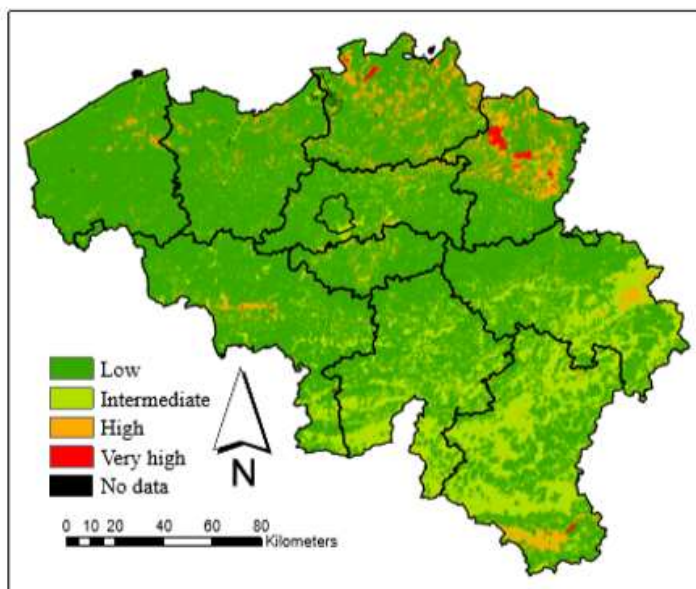 Low
Intermediate
High
Very high
No data
N
0 10 20 40 60 80
Kilometers